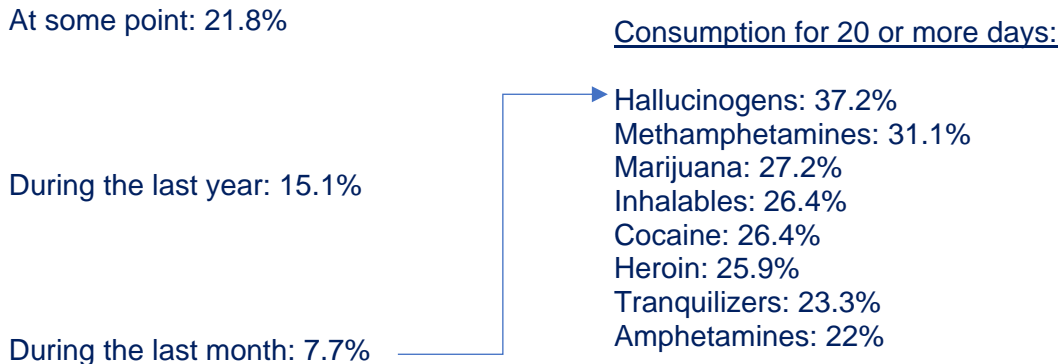 At some point: 21.8%
During the last year: 15.1%
During the last month: 7.7%
Consumption for 20 or more days:
Hallucinogens: 37.2%
Methamphetamines: 31.1%
Marijuana: 27.2%
Inhalables: 26.4%
Cocaine: 26.4%
Heroin: 25.9%
Tranquilizers: 23.3%
Amphetamines: 22%